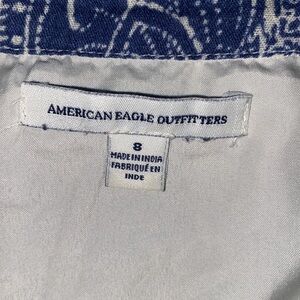 AMERICAN EAGLE OUTFITTERS
8
MADE IN INDIA
FABRIQUÉ EN
INDE